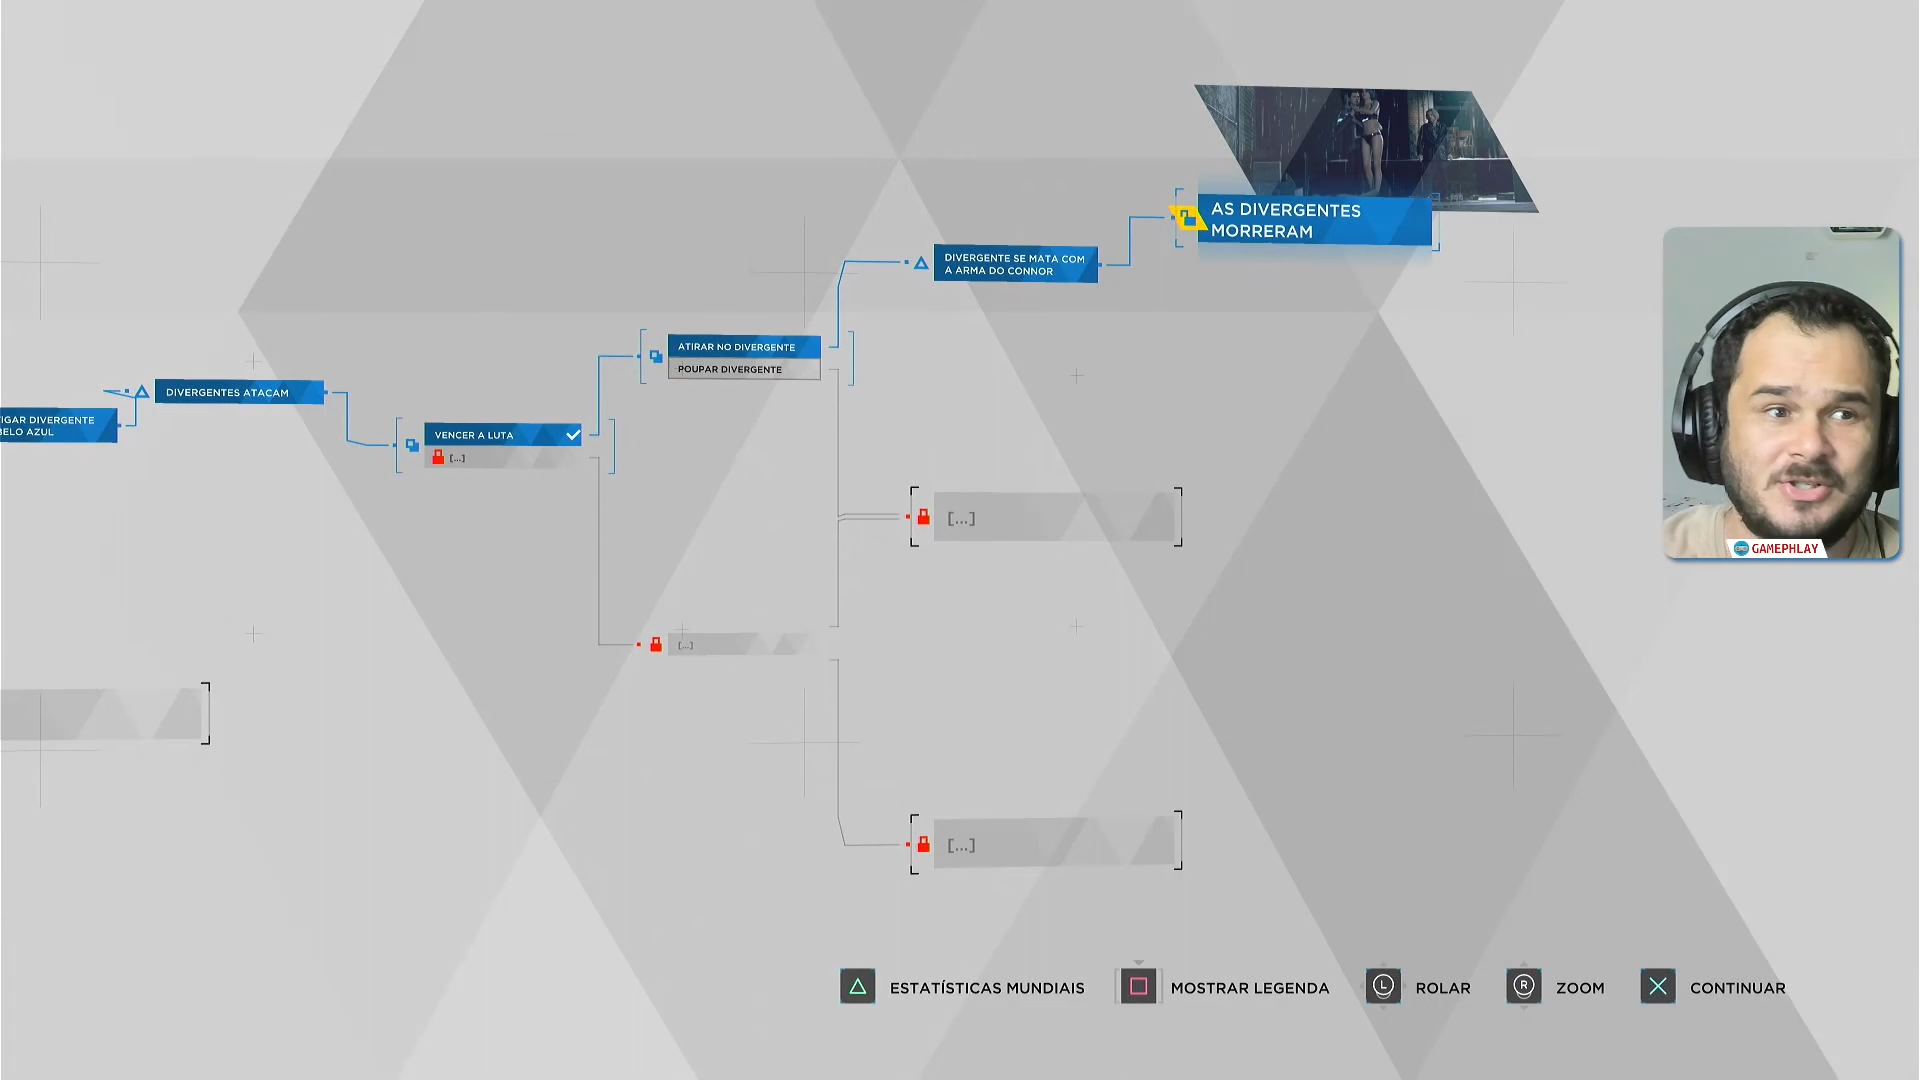 AS DIVERGENTES
MORRERAM
DIVERGENTE SE MATA COM
A ARMA DO CONNOR
ATIRAR NO DIVERGENTE
POUPAR DIVERGENTE
DIVERGENTES ATACAM
IGAR DIVERGENTE
BELO AZUL
VENCER A LUTA
[...]
[...]
[...]
[...]
GAMEPHLAY
ESTATÍSTICAS MUNDIAIS
MOSTRAR LEGENDA
L
ROLAR
R
ZOOM
CONTINUAR